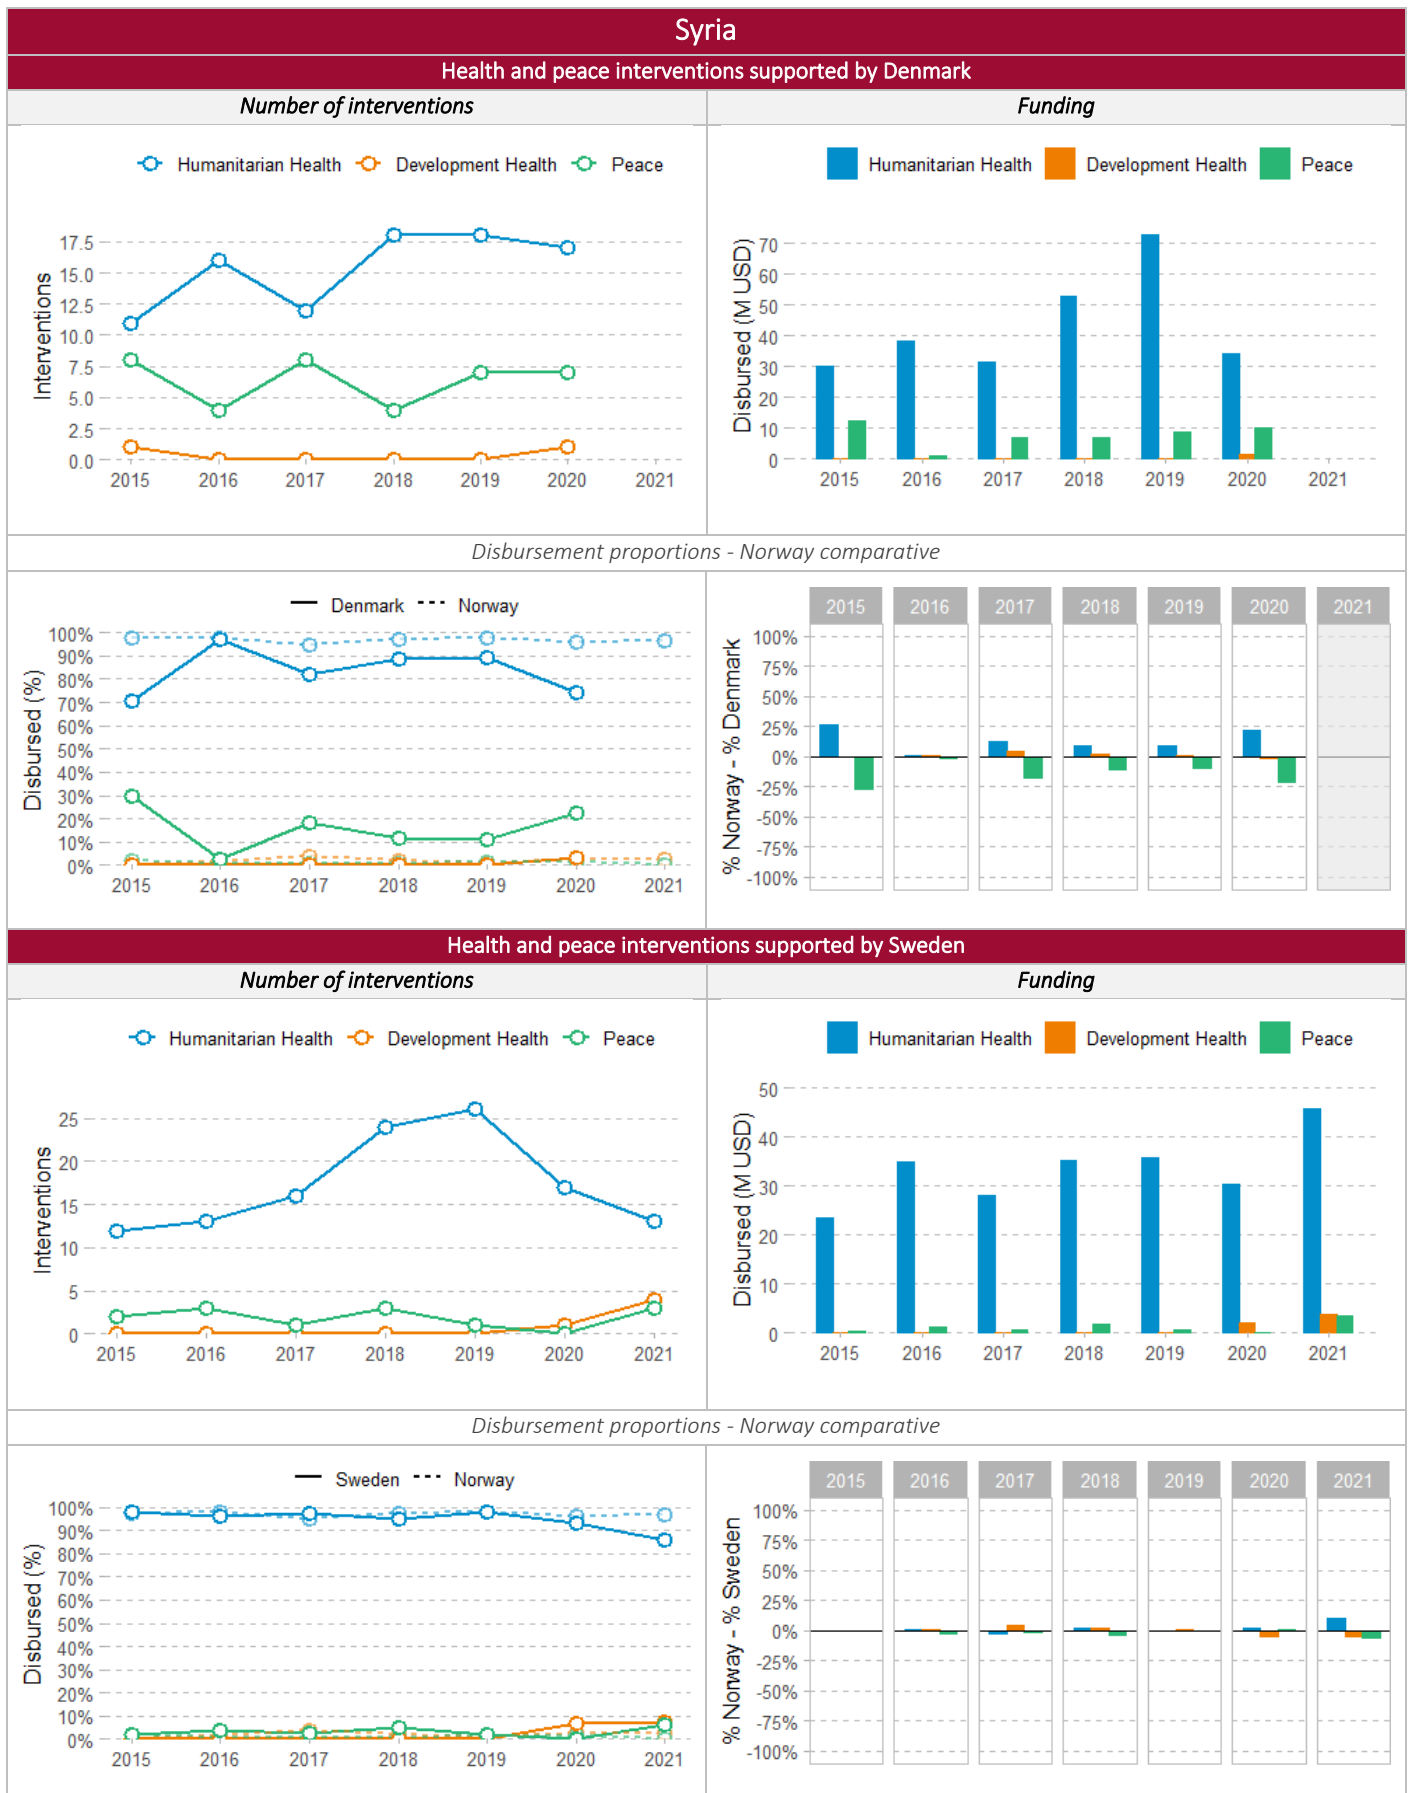 Syria
Health and peace interventions supported by Denmark
Number of interventions
Funding
Humanitarian Health Development Health Peace
Interventions
17.5
15.0
12.5
10.0
7.5
5.0
2.5
0.0
2015 2016 2017 2018 2019 2020 2021
Humanitarian Health Development Health Peace
Disbursed (M USD)
70
60
50
40
30
20
10
0
2015 2016 2017 2018 2019 2020 2021
Disbursement proportions - Norway comparative
Denmark Norway
Disbursed (%)
100%
90%
80%
70%
60%
50%
40%
30%
20%
10%
0%
2015 2016 2017 2018 2019 2020 2021
2015 2016 2017 2018 2019 2020 2021
% Norway - % Denmark
100%
75%
50%
25%
0%
-25%
-50%
-75%
-100%
Health and peace interventions supported by Sweden
Number of interventions
Funding
Humanitarian Health Development Health Peace
Interventions
25
20
15
10
5
0
2015 2016 2017 2018 2019 2020 2021
Humanitarian Health Development Health Peace
Disbursed (M USD)
50
40
30
20
10
0
2015 2016 2017 2018 2019 2020 2021
Disbursement proportions - Norway comparative
Sweden Norway
Disbursed (%)
100%
90%
80%
70%
60%
50%
40%
30%
20%
10%
0%
2015 2016 2017 2018 2019 2020 2021
2015 2016 2017 2018 2019 2020 2021
% Norway - % Sweden
100%
75%
50%
25%
0%
-25%
-50%
-75%
-100%